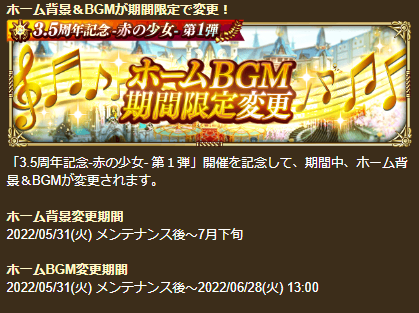 ホーム背景＆BGMが期間限定で変更！
3.5周年記念 -赤の少女- 第1弾
ホームBGM
期間限定変更
「3.5周年記念-赤の少女- 第１弾」開催を記念して、期間中、ホーム背
景＆BGMが変更されます。
ホーム背景変更期間
2022/05/31(火) メンテナンス後～7月下旬
ホームBGM変更期間
2022/05/31(火) メンテナンス後～2022/06/28(火) 13:00